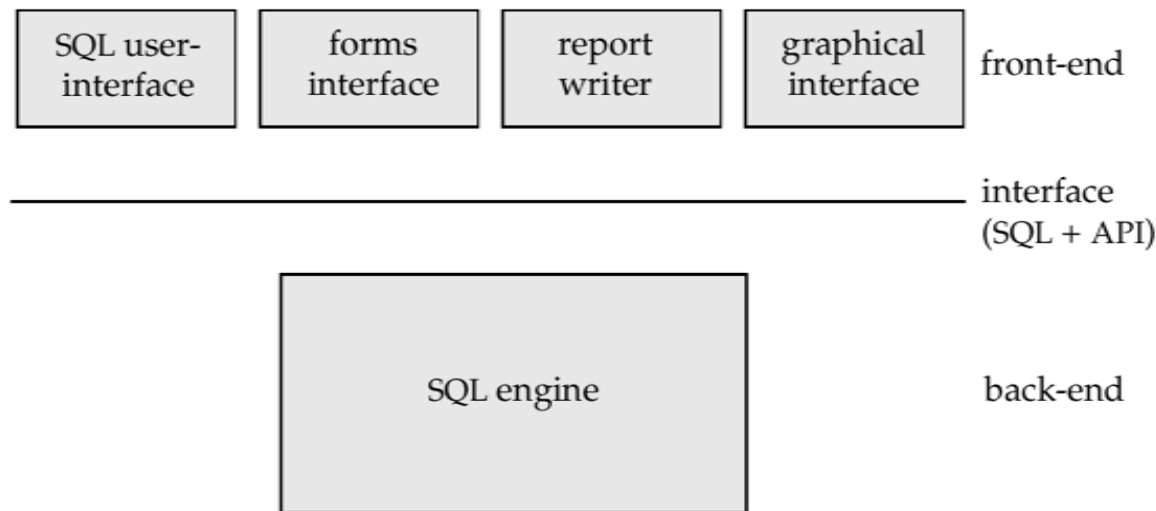 SQL user-
interface
forms
interface
report
writer
graphical
interface
front-end
interface
(SQL + API)
SQL engine
back-end